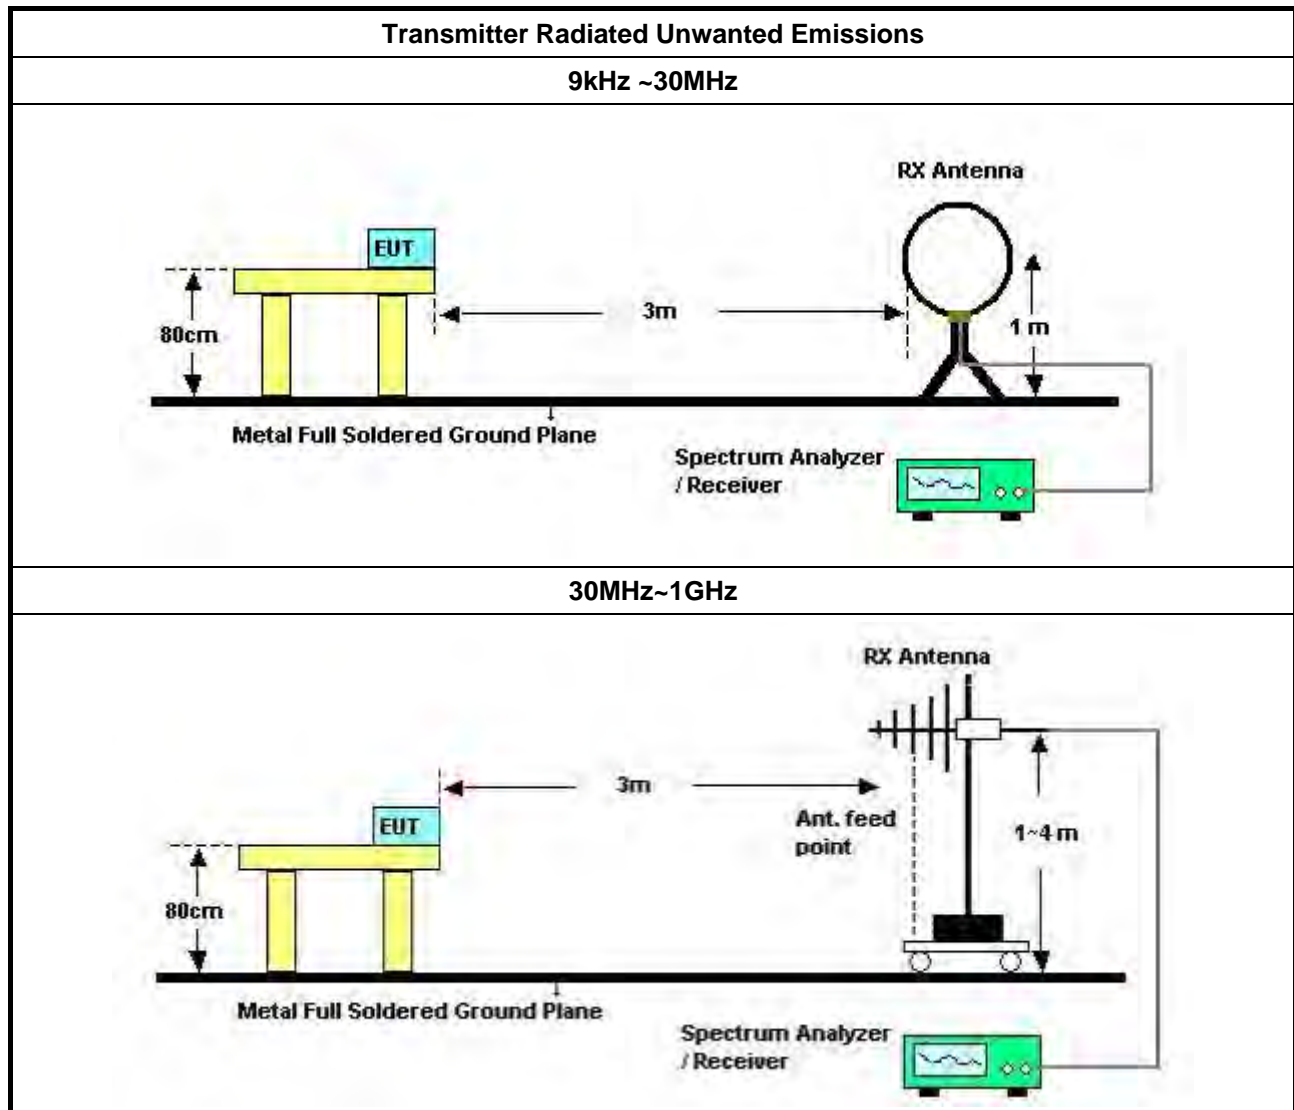 Transmitter Radiated Unwanted Emissions
9kHz ~30MHz
RX Antenna
EUT
80cm
3m
1 m
Metal Full Soldered Ground Plane
Spectrum Analyzer
/ Receiver
30MHz~1GHz
RX Antenna
3m
EUT
Ant. feed
point
1~4 m
80cm
Metal Full Soldered Ground Plane
Spectrum Analyzer
/ Receiver